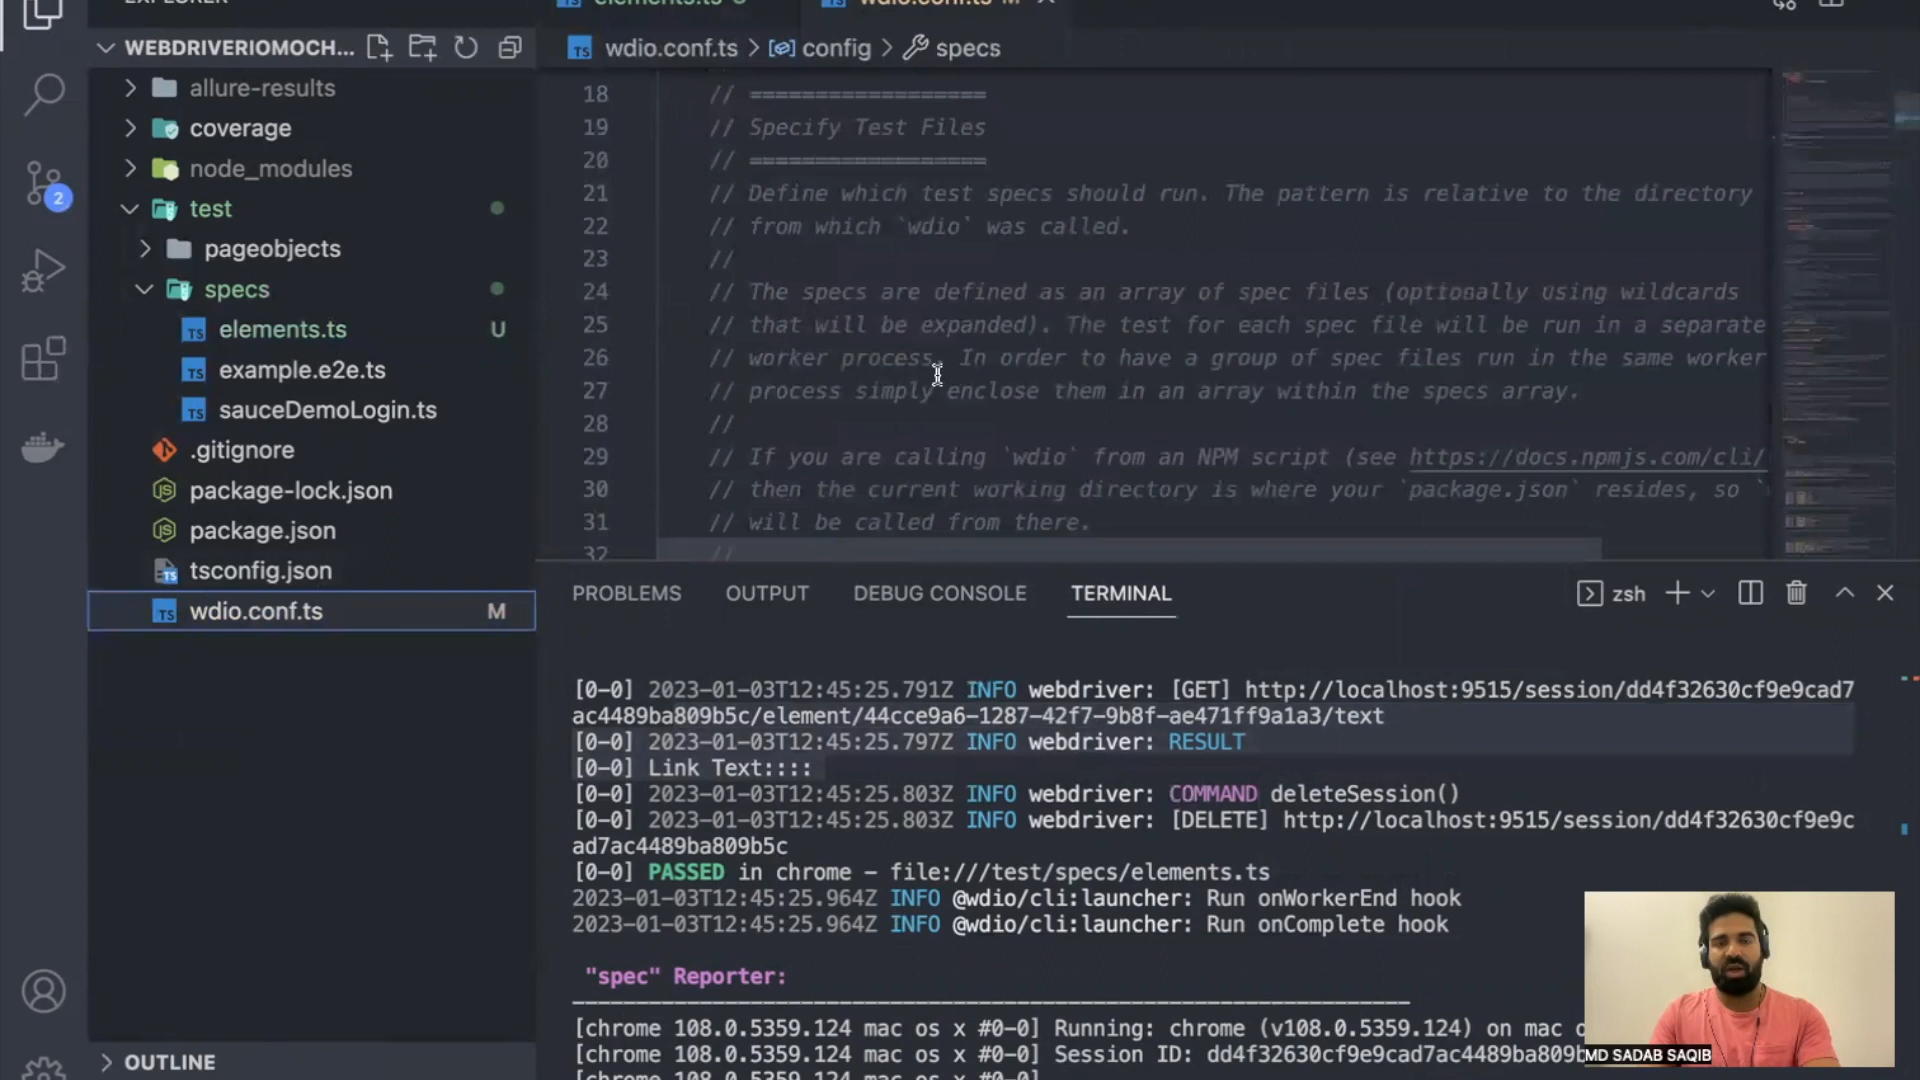 WEBDRIVERIOMOCH...
allure-results
coverage
node_modules
test
pageobjects
specs
elements.ts U
example.e2e.ts
sauceDemoLogin.ts
.gitignore
package-lock.json
package.json
tsconfig.json
wdio.conf.ts M
OUTLINE
2
wdio.conf.ts > config > specs
18 // ==================
19 // Specify Test Files
20 // ==================
21 // Define which test specs should run. The pattern is relative to the directory
22 // from which `wdio` was called.
23 //
24 // The specs are defined as an array of spec files (optionally using wildcards
25 // that will be expanded). The test for each spec file will be run in a separate
26 // worker process. In order to have a group of spec files run in the same worker
27 // process simply enclose them in an array within the specs array.
28 //
29 // If you are calling `wdio` from an NPM script (see https://docs.npmjs.com/cli/
30 // then the current working directory is where your `package.json` resides, so `
31 // will be called from there.
32 //
PROBLEMS OUTPUT DEBUG CONSOLE TERMINAL zsh
[0-0] 2023-01-03T12:45:25.791Z INFO webdriver: [GET] http://localhost:9515/session/dd4f32630cf9e9cad7
ac4489ba809b5c/element/44cce9a6-1287-42f7-9b8f-ae471ff9a1a3/text
[0-0] 2023-01-03T12:45:25.797Z INFO webdriver: RESULT
[0-0] Link Text::::
[0-0] 2023-01-03T12:45:25.803Z INFO webdriver: COMMAND deleteSession()
[0-0] 2023-01-03T12:45:25.803Z INFO webdriver: [DELETE] http://localhost:9515/session/dd4f32630cf9e9c
ad7ac4489ba809b5c
[0-0] PASSED in chrome - file:///test/specs/elements.ts
2023-01-03T12:45:25.964Z INFO @wdio/cli:launcher: Run onWorkerEnd hook
2023-01-03T12:45:25.964Z INFO @wdio/cli:launcher: Run onComplete hook
"spec" Reporter:
[chrome 108.0.5359.124 mac os x #0-0] Running: chrome (v108.0.5359.124) on mac
[chrome 108.0.5359.124 mac os x #0-0] Session ID: dd4f32630cf9e9cad7ac4489ba809b
MD SADAB SAQIB